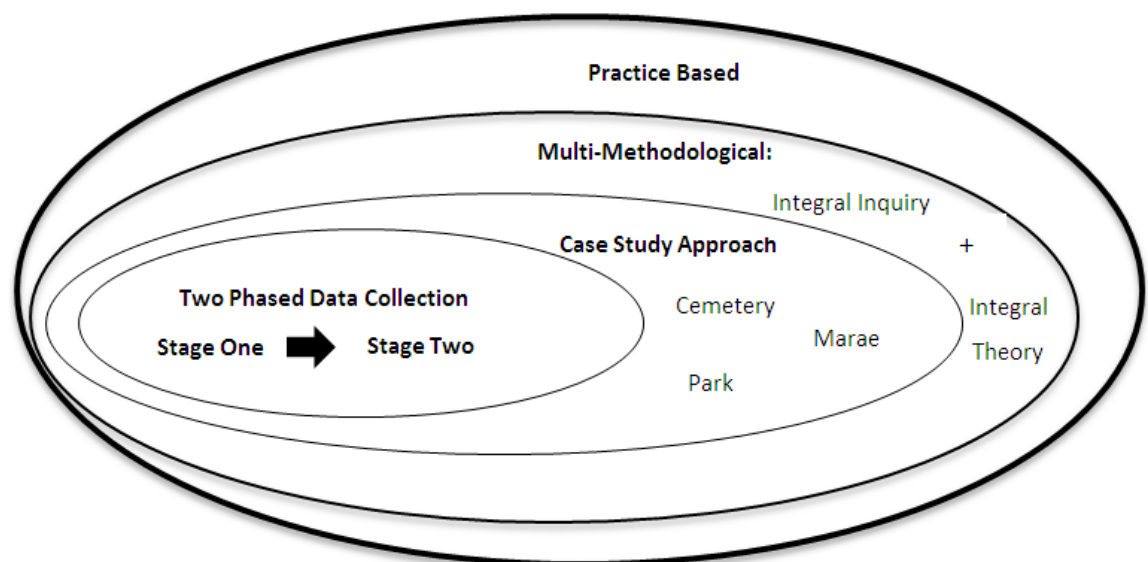 Practice Based
Multi-Methodological:
Integral Inquiry
+
Integral
Theory
Case Study Approach
Cemetery
Marae
Park
Two Phased Data Collection
Stage One Stage Two